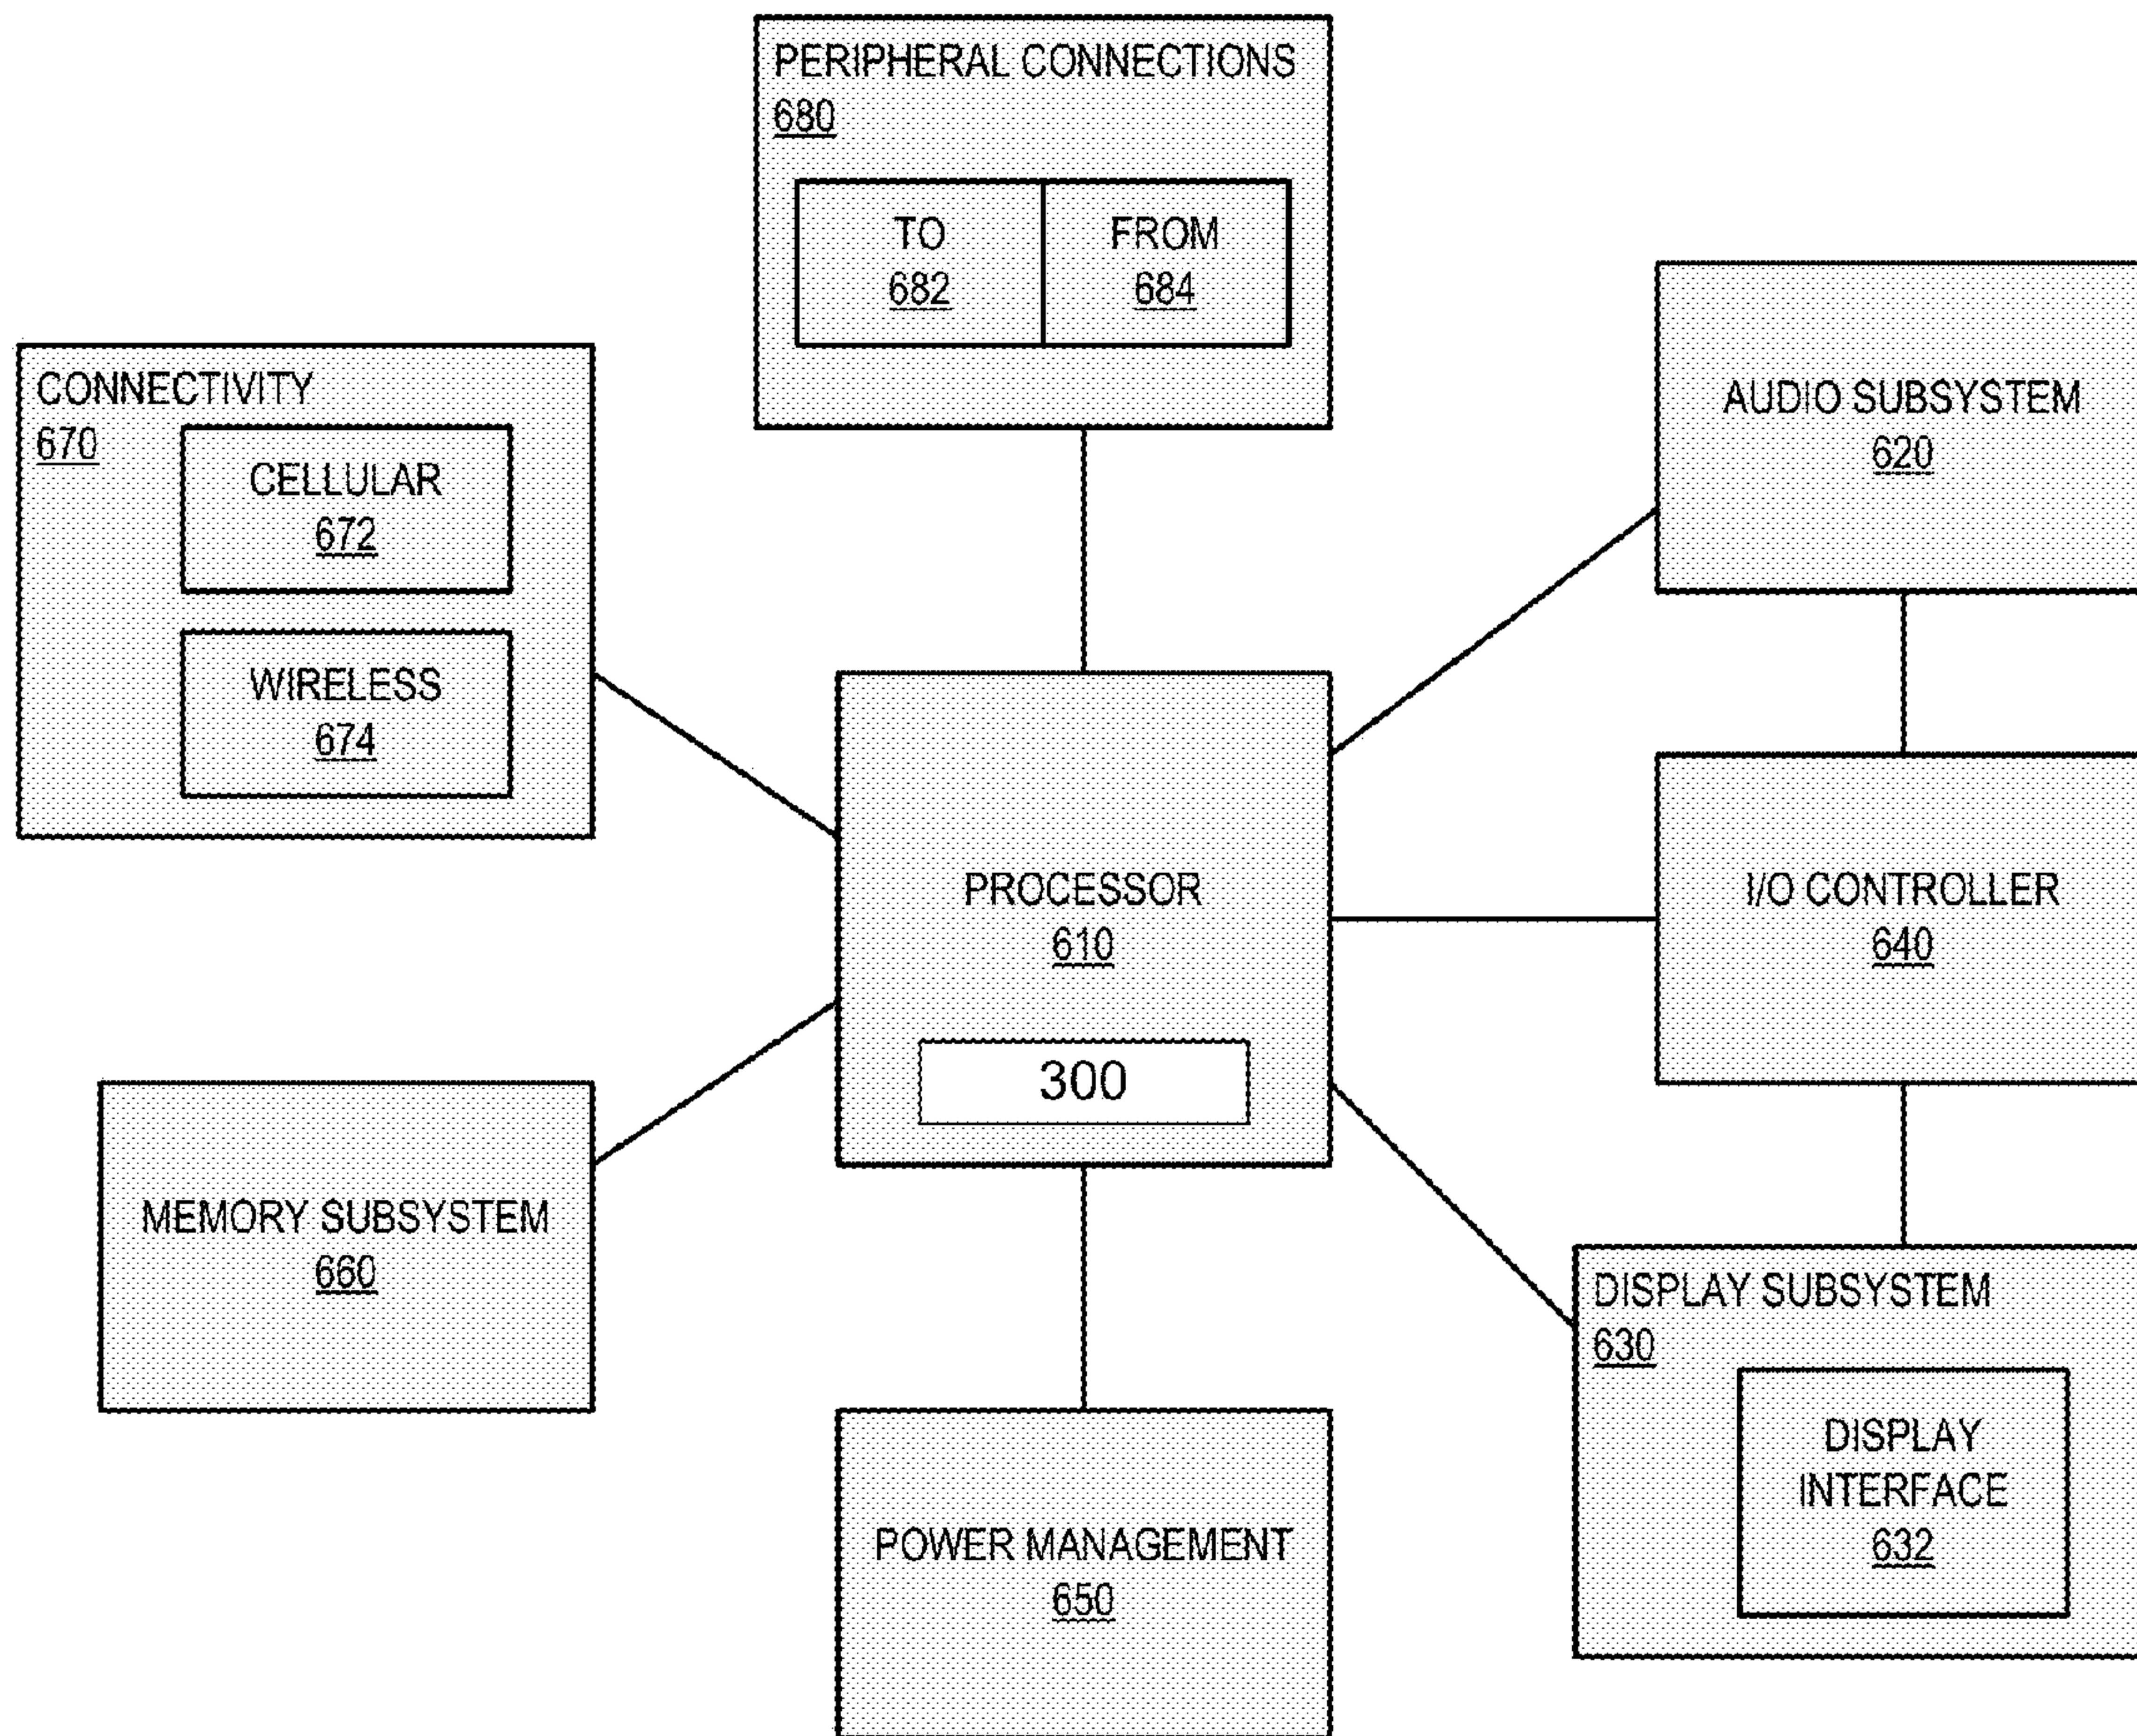 PERIPHERAL CONNECTIONS
680
TO
682
FROM
684
CONNECTIVITY
670
CELLULAR
672
WIRELESS
674
AUDIO SUBSYSTEM
620
PROCESSOR
610
300
I/O CONTROLLER
640
MEMORY SUBSYSTEM
660
DISPLAY SUBSYSTEM
630
DISPLAY
INTERFACE
632
POWER MANAGEMENT
650